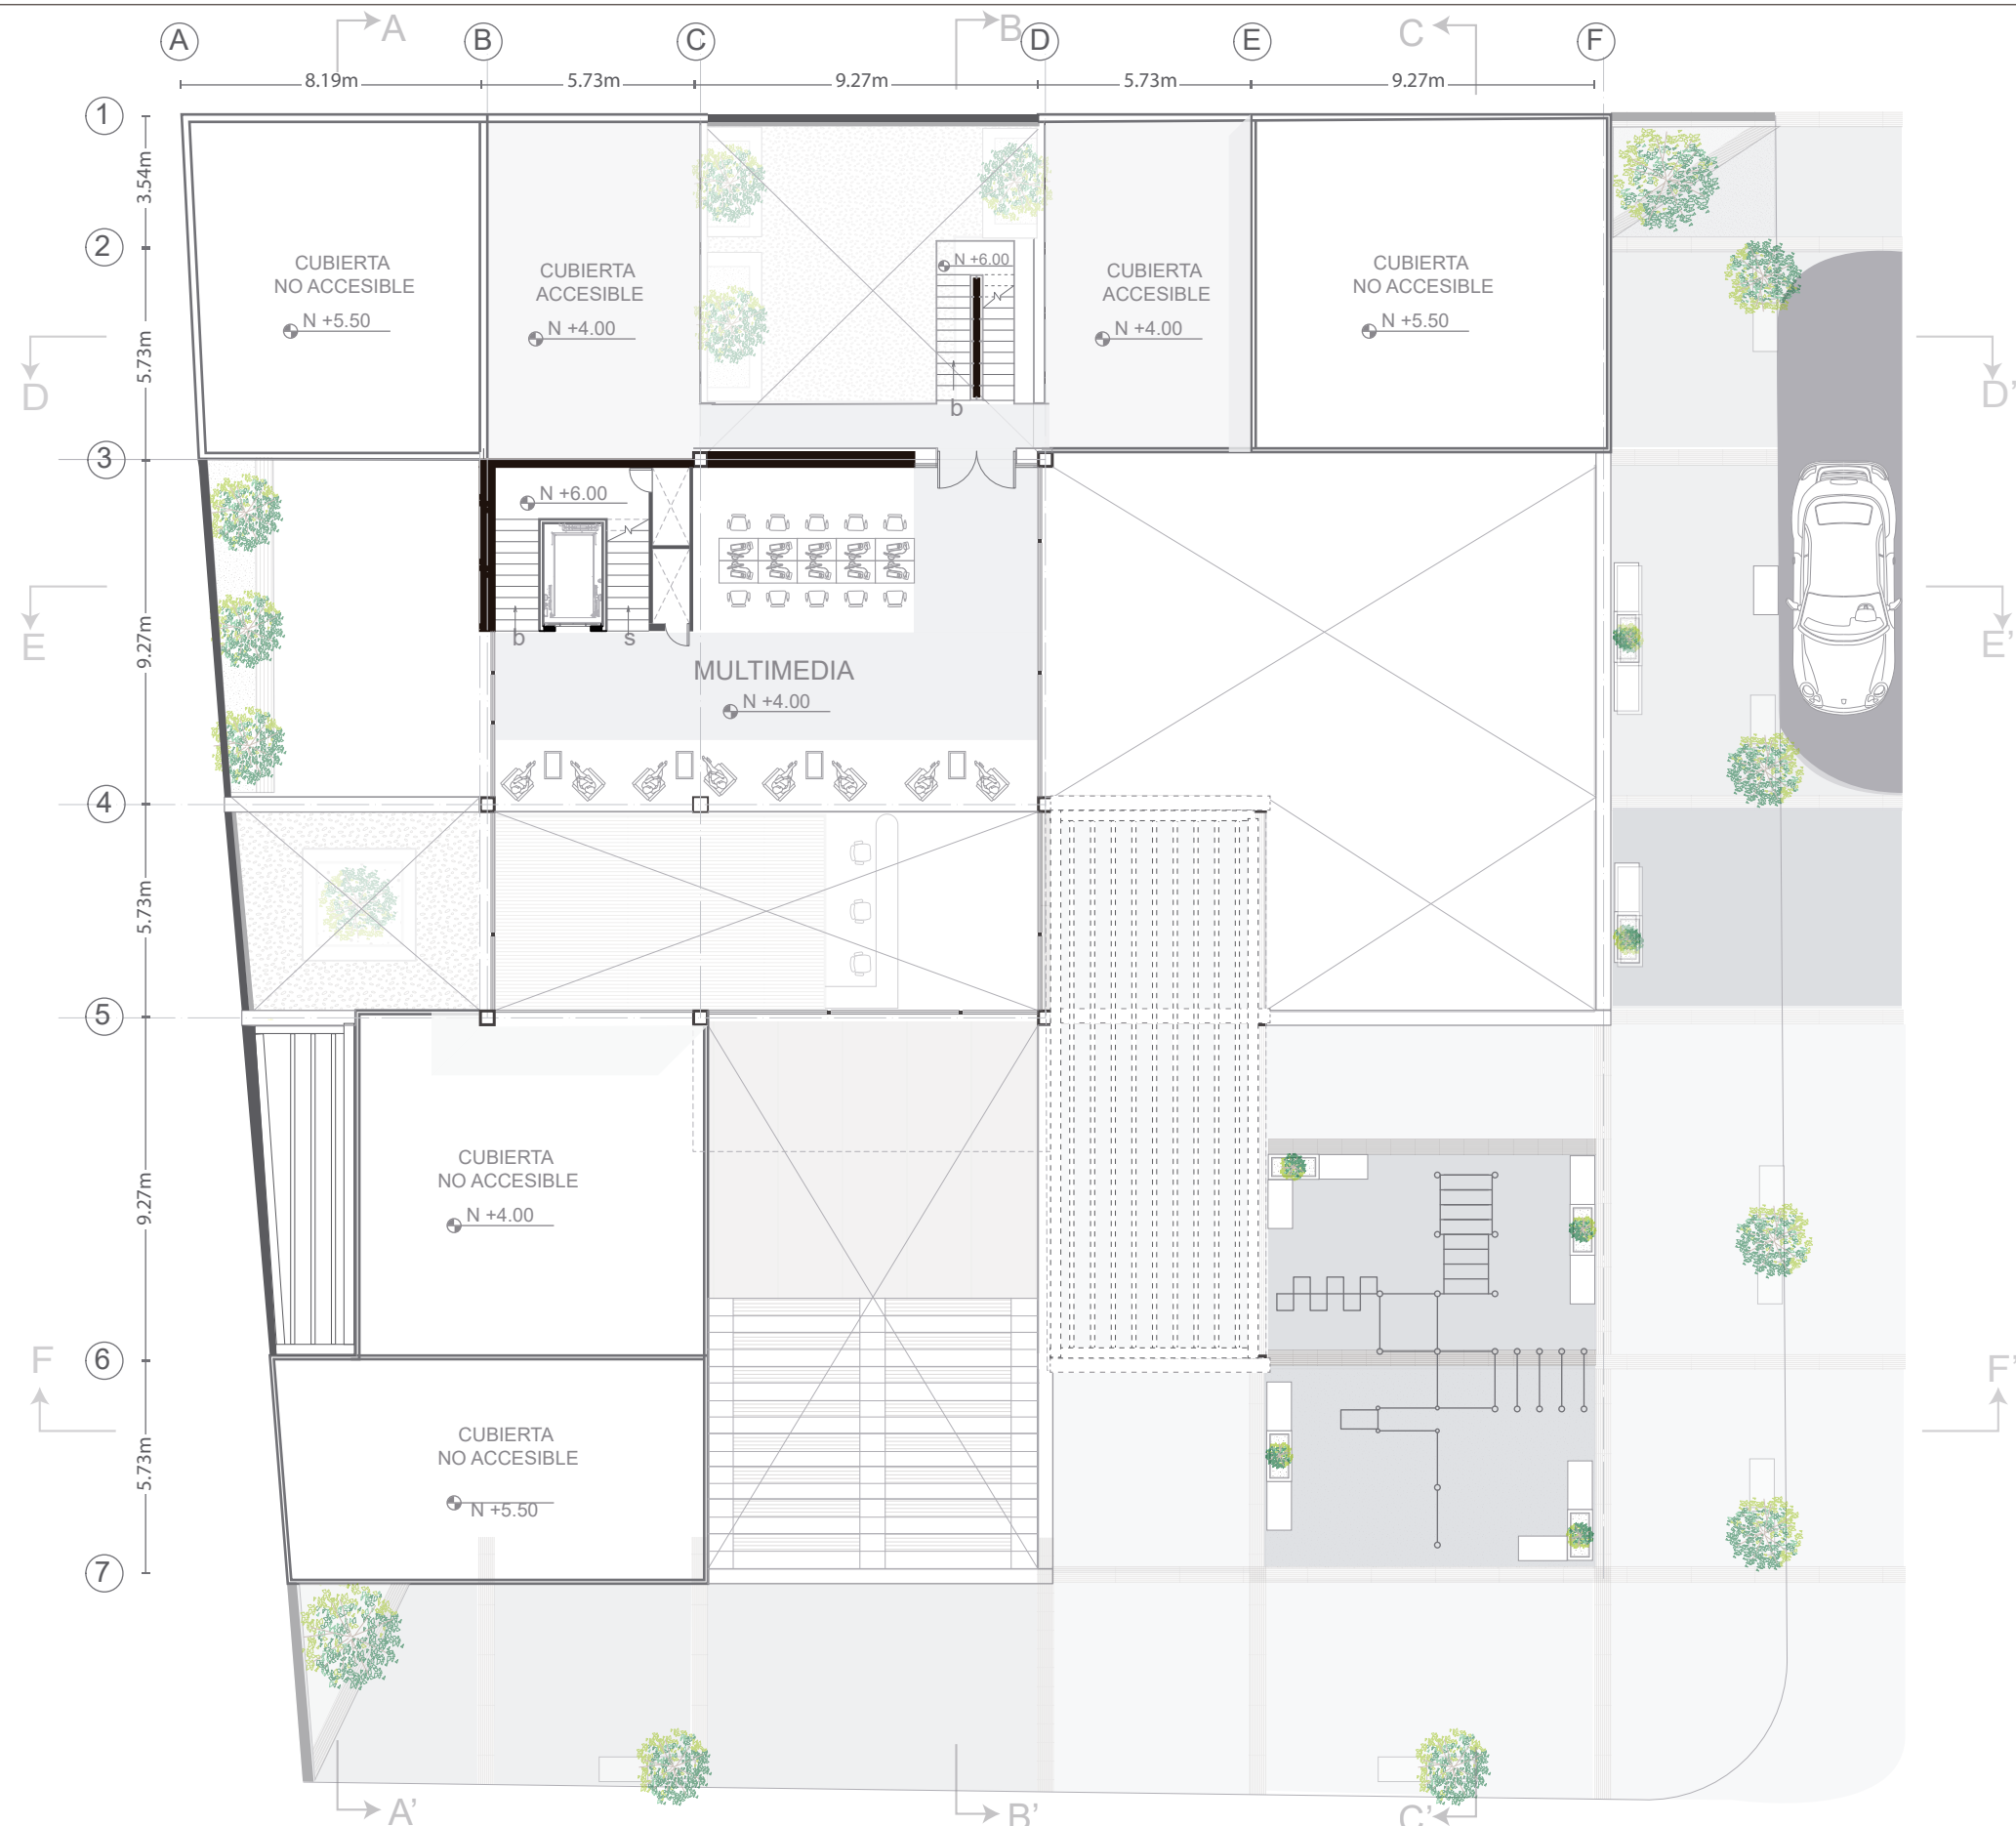 A B C
A B C D E F
8.19m 5.73m 9.27m 5.73m 9.27m
1
3.54m
2
CUBIERTA
NO ACCESIBLE
N +5.50
CUBIERTA
ACCESIBLE
N +4.00
N +6.00
b
CUBIERTA
ACCESIBLE
N +4.00
CUBIERTA
NO ACCESIBLE
N +5.50
5.73m
D D'
3
N +6.00
b s
E E'
9.27m
MULTIMEDIA
N +4.00
4
5.73m
5
CUBIERTA
NO ACCESIBLE
N +4.00
9.27m
6
F F'
CUBIERTA
NO ACCESIBLE
N +5.50
5.73m
7
A' B' C'